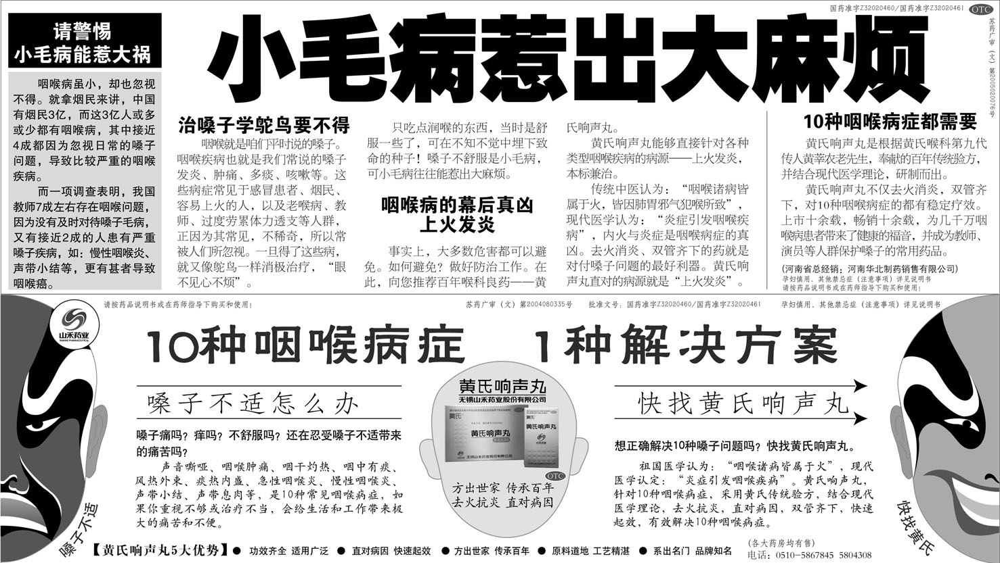 国药准字Z32020460/国药准字Z32020461
OTC
苏药广审（文）第2005020076号
请警惕
小毛病能惹大祸
咽喉病虽小，却也忽视
不得。就拿烟民来讲，中国
有烟民3亿，而这3亿人或多
或少都有咽喉病，其中接近
4成都因为忽视日常的嗓子
问题，导致比较严重的咽喉
疾病。
而一项调查表明，我国
教师7成左右存在咽喉问题，
因为没有及时对待嗓子毛病，
又有接近2成的人患有严重
嗓子疾病，如：慢性咽喉炎、
声带小结等，更有甚者导致
咽喉癌。
小毛病惹出大麻烦
治嗓子学鸵鸟要不得
咽喉就是咱们平时说的嗓子。
咽喉疾病也就是我们常说的嗓子
发炎、肿痛、多痰、咳嗽等。这
些病症常见于感冒患者、烟民、
容易上火的人，以及老喉病、教
师、过度劳累体力透支等人群，
正因为其常见，不稀奇，所以常
被人们所忽视。一旦得了这些病，
就又像鸵鸟一样消极治疗，“眼
不见心不烦”。
只吃点润喉的东西，当时是舒
服一些了，可在不知不觉中埋下致
命的种子！嗓子不舒服是小毛病，
可小毛病往往能惹出大麻烦。
咽喉病的幕后真凶
上火发炎
事实上，大多数危害都可以避
免。如何避免？做好防治工作。在
此，向您推荐百年喉科良药——黄
氏响声丸。
黄氏响声丸能够直接针对各种
类型咽喉疾病的病源——上火发炎，
本标兼治。
传统中医认为：“咽喉诸病皆
属于火，皆因肺胃邪气犯喉所致”，
现代医学认为：“炎症引发咽喉疾
病”，内火与炎症是咽喉病症的真
凶。去火消炎、双管齐下的药就是
对付嗓子问题的最好利器。黄氏响
声丸直对的病源就是“上火发炎”。
10种咽喉病症都需要
黄氏响声丸是根据黄氏喉科第九代
传人黄莘农老先生，奉献的百年传统验方，
并结合现代医学理论，研制而出。
黄氏响声丸不仅去火消炎，双管齐
下，对10种咽喉病症的都有稳定疗效。
上市十余载，畅销十余载，为几千万咽
喉病患者带来了健康的福音，并成为教师、
演员等人群保护嗓子的常用药品。
(河南省总经销：河南华北制药销售有限公司)
孕妇慎用，其他禁忌症（注意事项）详见说明书
请按药品说明书或在药师指导下购买和使用；
请按药品说明书或在药师指导下购买和使用；
苏药广审（文）第2004080335号
批准文号：国药准字Z32020460/国药准字Z32020461
孕妇慎用，其他禁忌症（注意事项）详见说明书
山禾药业
10种咽喉病症 1种解决方案
嗓子不适怎么办
嗓子痛吗？痒吗？不舒服吗？还在忍受嗓子不适带来
的痛苦吗？
声音嘶哑、咽喉肿痛、咽干灼热、咽中有痰、
风热外束、痰热内盛、急性咽喉炎、慢性咽喉炎、
声带小结、声带息肉等，是10种常见咽喉病症，如
果你重视不够或治疗不当，会给生活和工作带来极
大的痛苦和不便。
嗓子不适
黄氏响声丸
无锡山禾药业股份有限公司
黄氏
黄氏响声丸
无锡山禾药业股份有限公司
黄氏
黄氏响声丸
OTC
方出世家 传承百年
去火抗炎 直对病因
快找黄氏响声丸
想正确解决10种嗓子问题吗？快找黄氏响声丸。
祖国医学认为：“咽喉诸病皆属于火”，现代
医学认定：“炎症引发咽喉疾病”。黄氏响声丸，
针对10种咽喉病症，采用黄氏传统验方，结合现代
医学理论，去火抗炎，直对病因，双管齐下，快速
起效，有效解决10种咽喉病症。
快找黄氏
【黄氏响声丸5大优势】● 功效齐全 适用广泛 ● 直对病因 快速起效 ● 方出世家 传承百年 ● 原料道地 工艺精湛 ● 系出名门 品牌知名
(各大药房均有售)
电话：0510-5867845 5804308